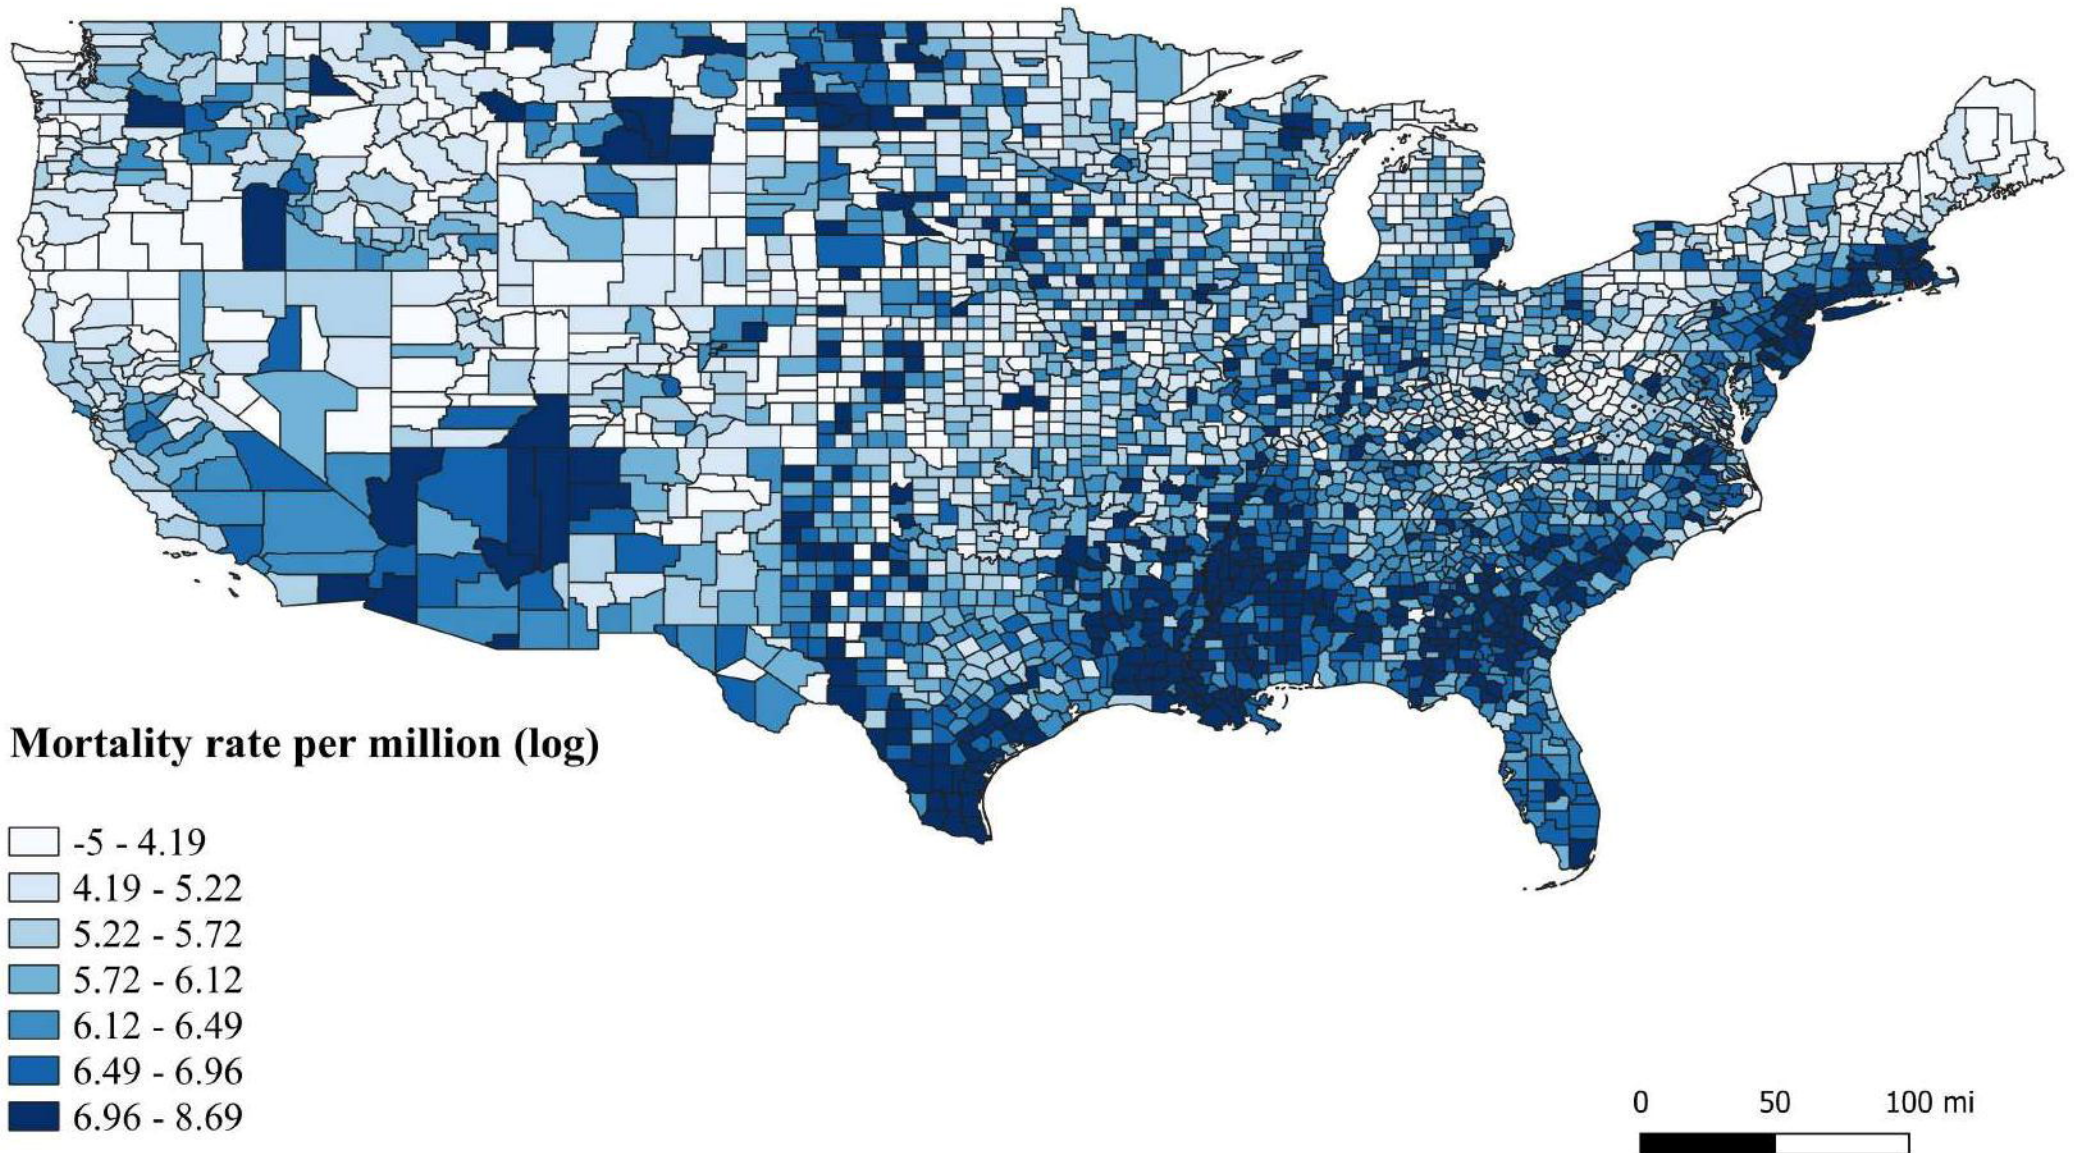 Mortality rate per million (log)
-5 - 4.19
4.19 - 5.22
5.22 - 5.72
5.72 - 6.12
6.12 - 6.49
6.49 - 6.96
6.96 - 8.69
0 50 100 mi